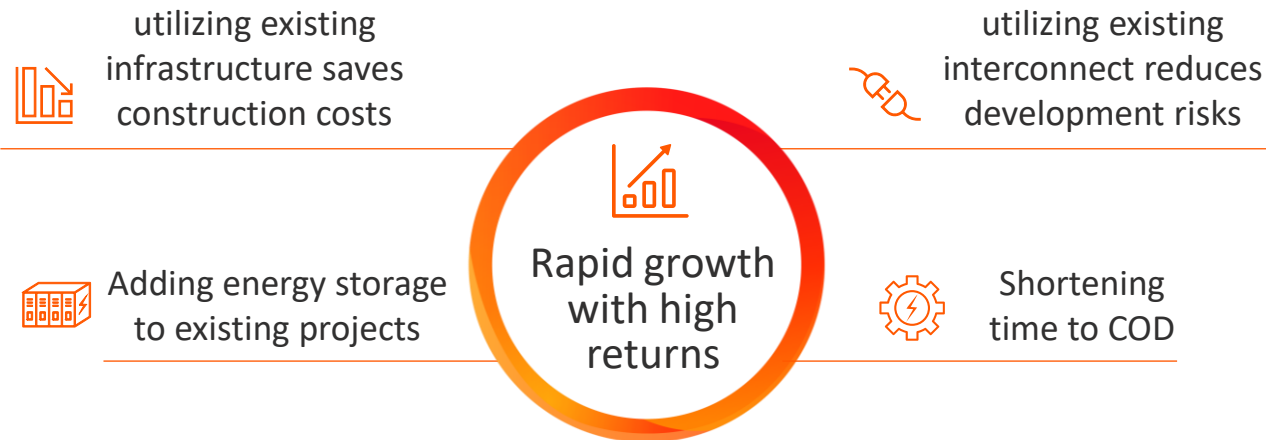 utilizing existing
infrastructure saves
construction costs
utilizing existing
interconnect reduces
development risks
Rapid growth
with high
returns
Adding energy storage
to existing projects
Shortening
time to COD